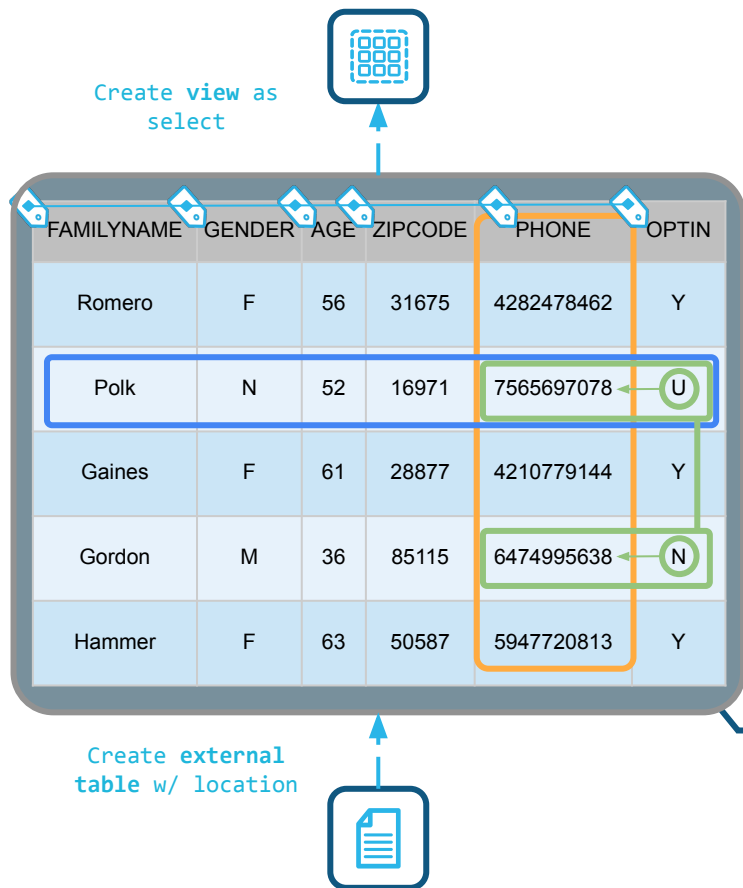 Create view as
select
FAMILYNAME GENDER AGE ZIPCODE PHONE OPTIN
Romero F 56 31675 4282478462 Y
Polk N 52 16971 7565697078 U
Gaines F 61 28877 4210779144 Y
Gordon M 36 85115 6474995638 N
Hammer F 63 50587 5947720813 Y
Create external
table w/ location